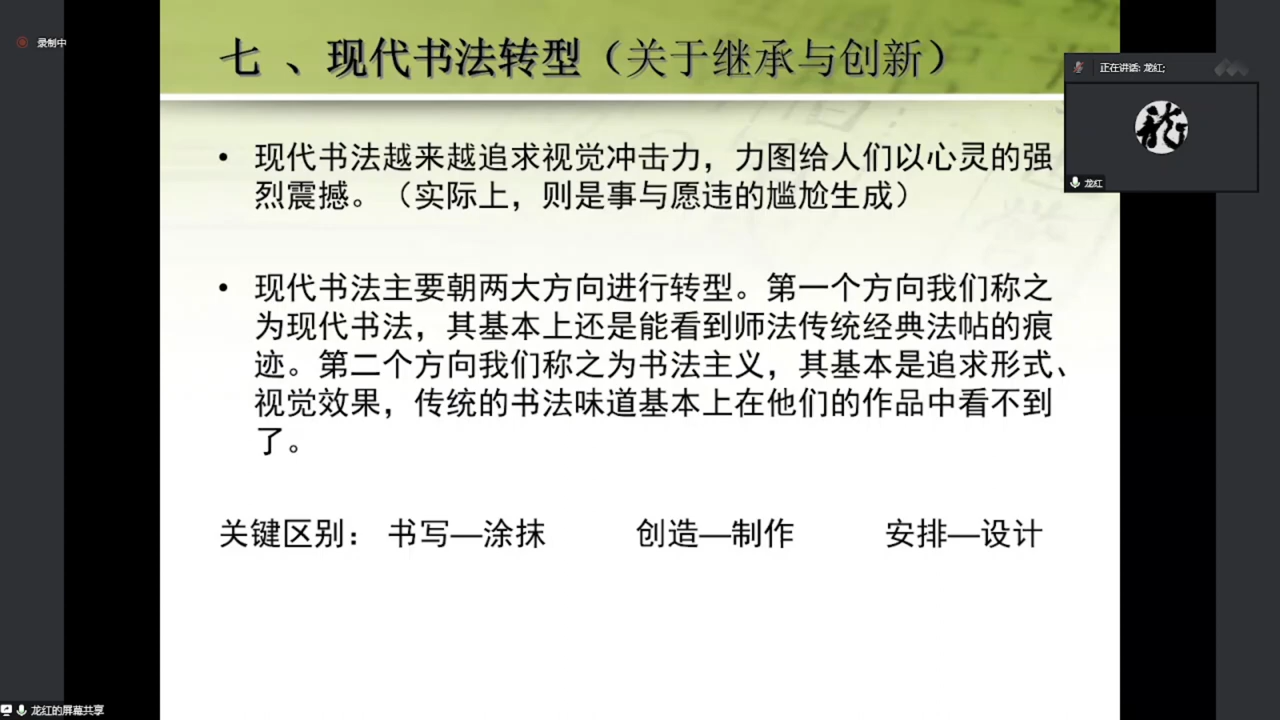 录制中
七 、现代书法转型（关于继承与创新）
正在讲话: 龙红;
龙
龙红
• 现代书法越来越追求视觉冲击力，力图给人们以心灵的强
烈震撼。（实际上，则是事与愿违的尴尬生成）
• 现代书法主要朝两大方向进行转型。第一个方向我们称之
为现代书法，其基本上还是能看到师法传统经典法帖的痕
迹。第二个方向我们称之为书法主义，其基本是追求形式、
视觉效果，传统的书法味道基本上在他们的作品中看不到
了。
关键区别： 书写—涂抹 创造—制作 安排—设计
龙红的屏幕共享